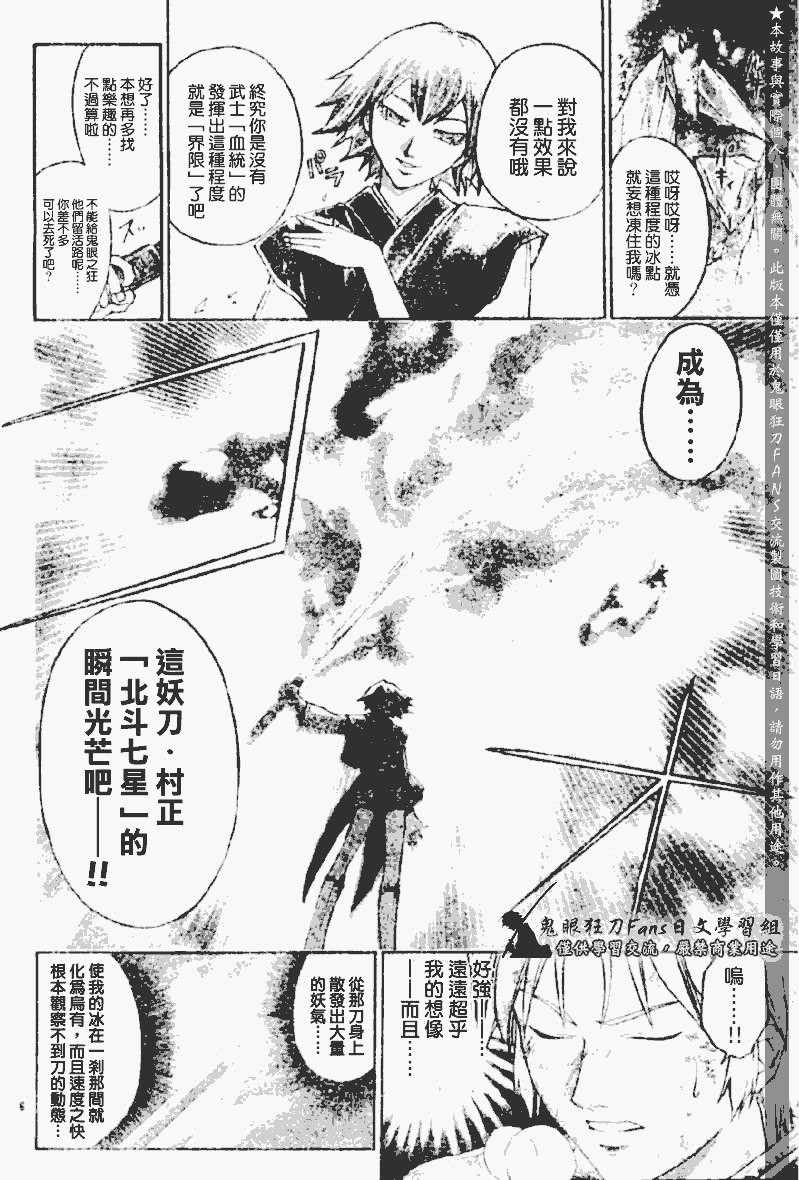 哎呀哎呀……就憑
這種程度的冰點
就妄想凍住我嗎？
對我來說
一點效果
都沒有哦
終究你是沒有
武士「血統」的
發揮出這種程度
就是「界限」了吧
好了……
本想再多找
點樂趣的……
不過算啦
不能給鬼眼之狂
他們留活路呢……
你差不多
可以去死了吧？
成為……
這妖刀．村正
「北斗七星」的
瞬間光芒吧——!!
嗚……!!
好強——……
遠遠超乎
我的想像
——而且……
從那刀身上
散發出大量
的妖氣……
使我的冰在一剎那間就
化為烏有，而且速度之快
根本觀察不到刀的動態…
★本故事與實際個人、團體無關。此版本僅僅用於鬼眼狂刀FANS交流製圖技術和學習日語，請勿用作其他用途。
鬼眼狂刀Fans日文學習組
僅供學習交流，嚴禁商業用途